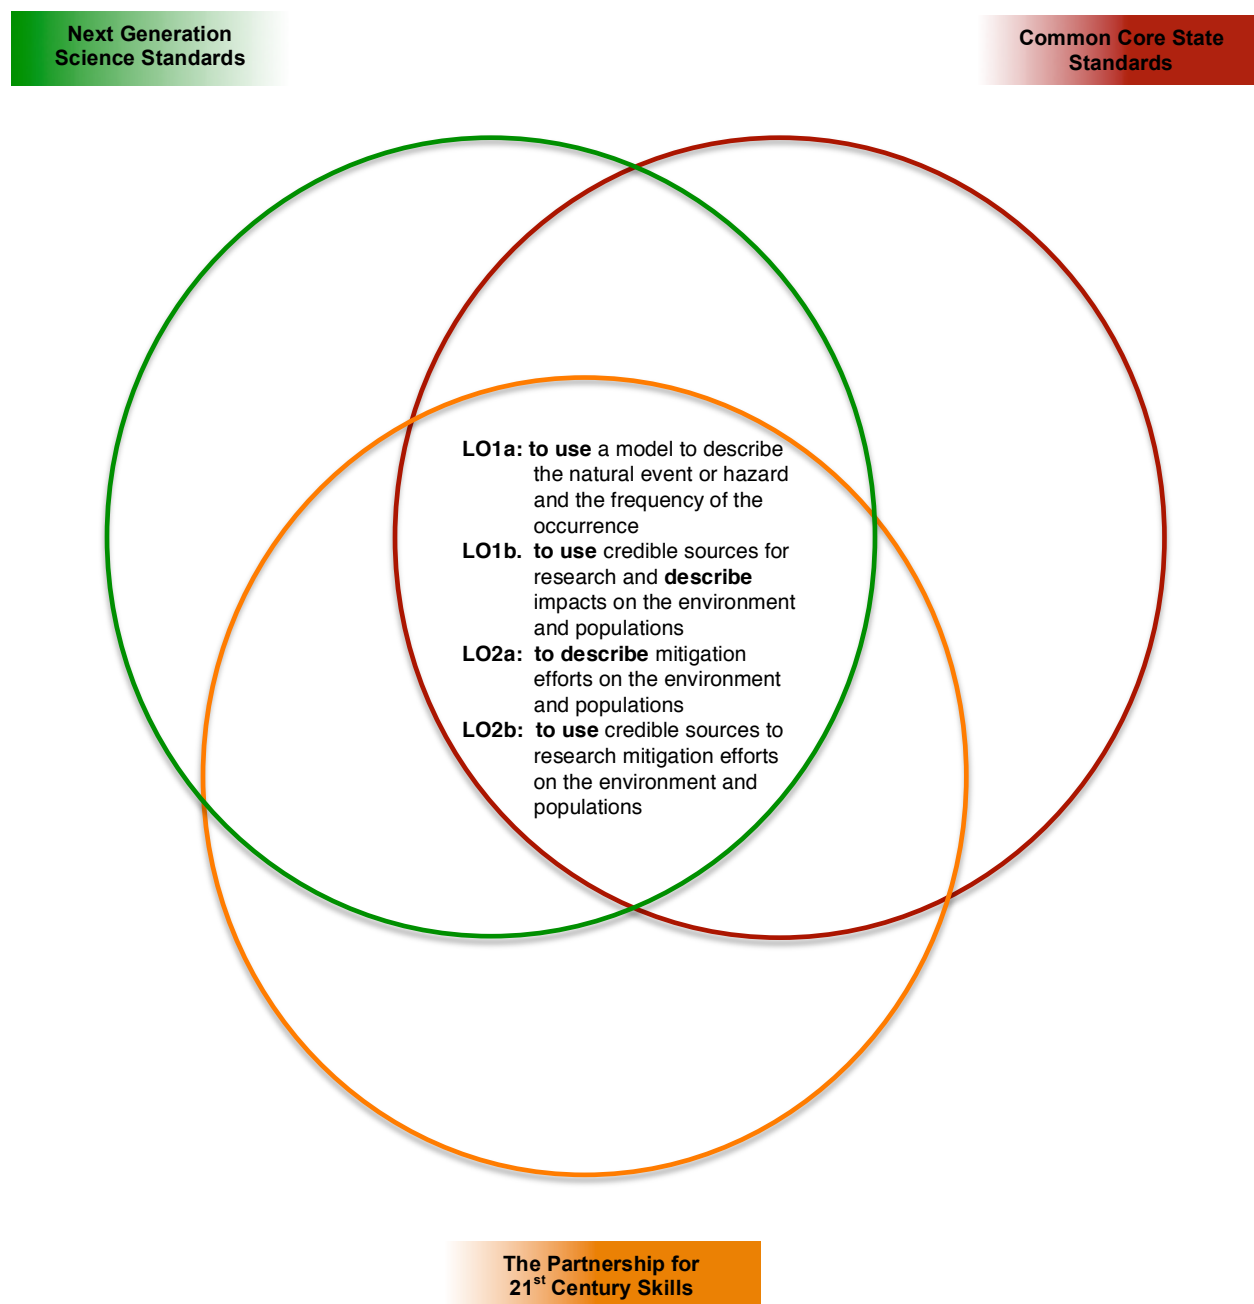 Next Generation
Science Standards
Common Core State
Standards
LO1a: to use a model to describe
the natural event or hazard
and the frequency of the
occurrence
LO1b. to use credible sources for
research and describe
impacts on the environment
and populations
LO2a: to describe mitigation
efforts on the environment
and populations
LO2b: to use credible sources to
research mitigation efforts
on the environment and
populations
The Partnership for
21st Century Skills